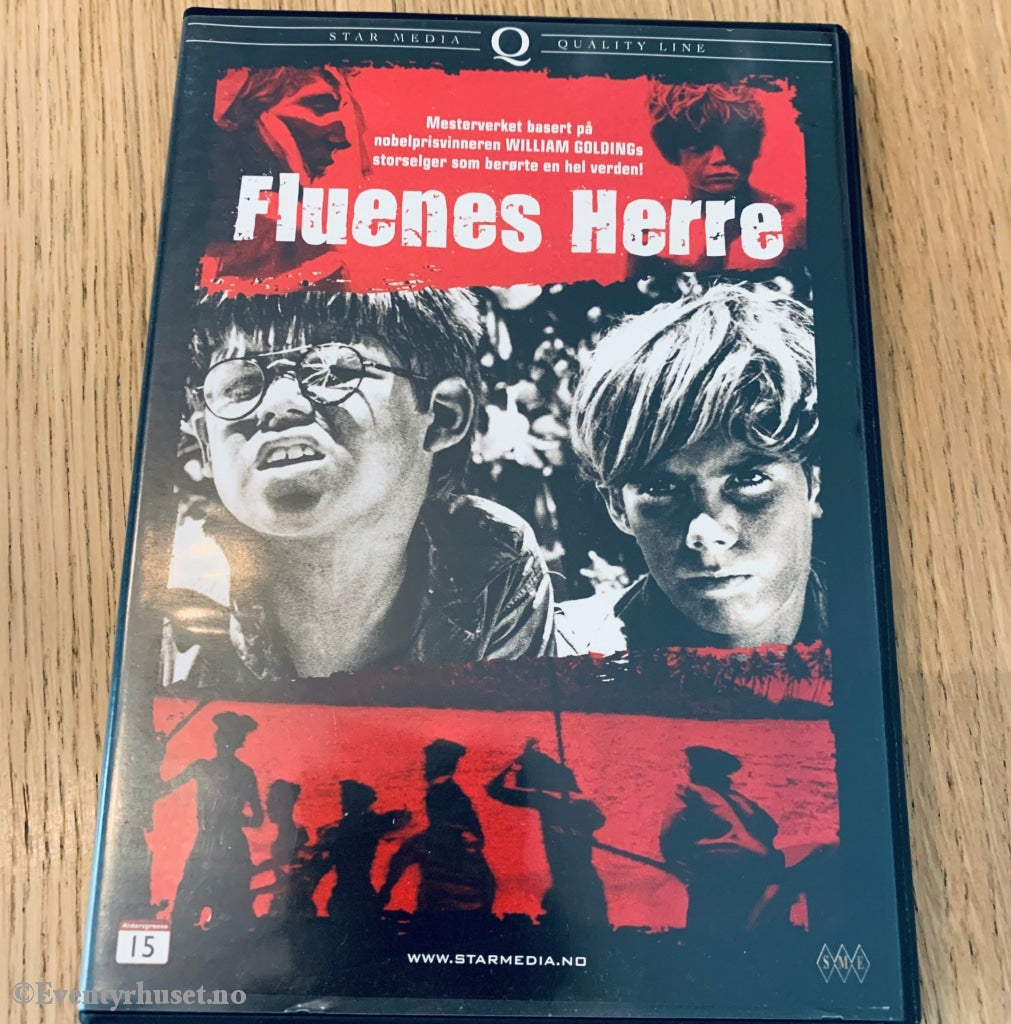 STAR MEDIA Q QUALITY LINE
Mesterverket basert på
nobelprisvinneren WILLIAM GOLDINGs
storselger som berørte en hel verden!
Fluenes Herre
Aldersgrense
15
WWW.STARMEDIA.NO
SME
©Eventyrhuset.no